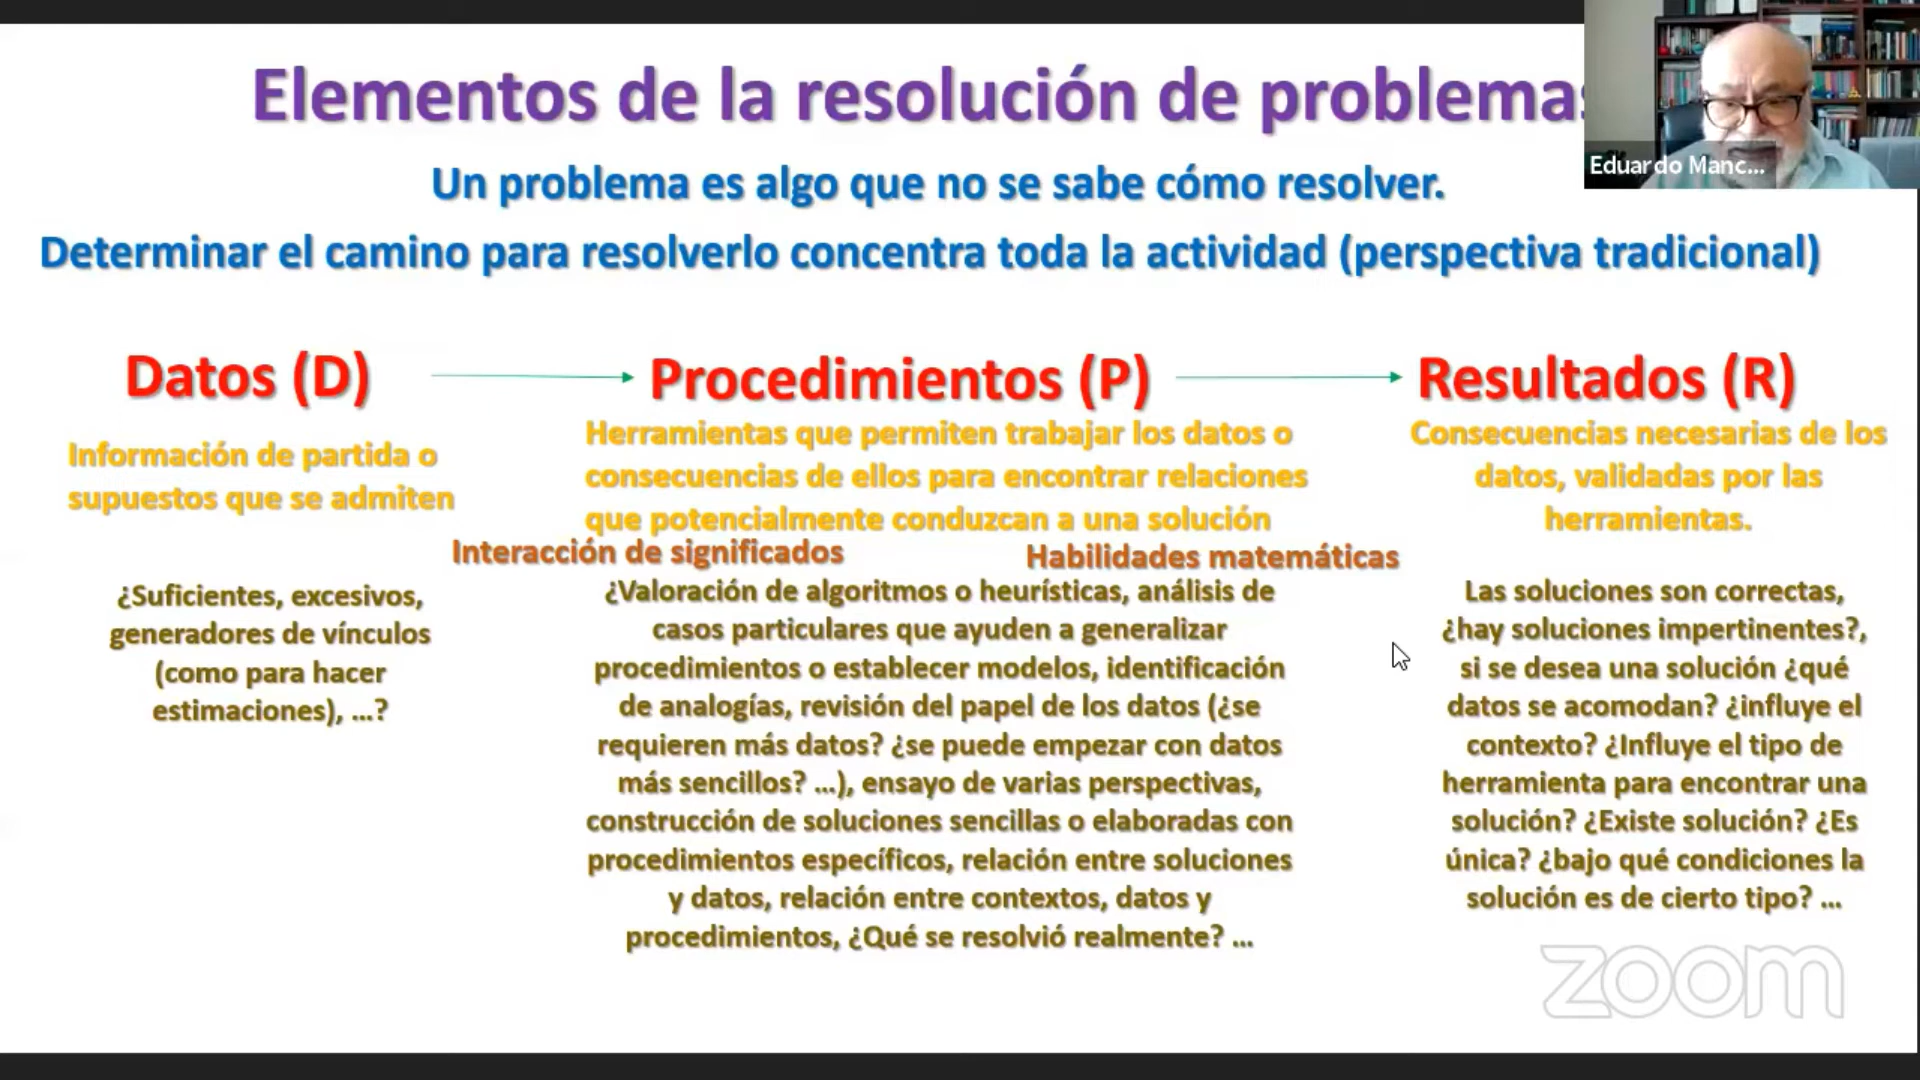 Elementos de la resolución de problemas
Eduardo Manc...
Un problema es algo que no se sabe cómo resolver.
Determinar el camino para resolverlo concentra toda la actividad (perspectiva tradicional)
Datos (D)
Información de partida o
supuestos que se admiten
¿Suficientes, excesivos,
generadores de vínculos
(como para hacer
estimaciones), ...?
Procedimientos (P)
Herramientas que permiten trabajar los datos o
consecuencias de ellos para encontrar relaciones
que potencialmente conduzcan a una solución
Interacción de significados
Habilidades matemáticas
¿Valoración de algoritmos o heurísticas, análisis de
casos particulares que ayuden a generalizar
procedimientos o establecer modelos, identificación
de analogías, revisión del papel de los datos (¿se
requieren más datos? ¿se puede empezar con datos
más sencillos? ...), ensayo de varias perspectivas,
construcción de soluciones sencillas o elaboradas con
procedimientos específicos, relación entre soluciones
y datos, relación entre contextos, datos y
procedimientos, ¿Qué se resolvió realmente? ...
Resultados (R)
Consecuencias necesarias de los
datos, validadas por las
herramientas.
Las soluciones son correctas,
¿hay soluciones impertinentes?,
si se desea una solución ¿qué
datos se acomodan? ¿influye el
contexto? ¿Influye el tipo de
herramienta para encontrar una
solución? ¿Existe solución? ¿Es
única? ¿bajo qué condiciones la
solución es de cierto tipo? ...
zoom